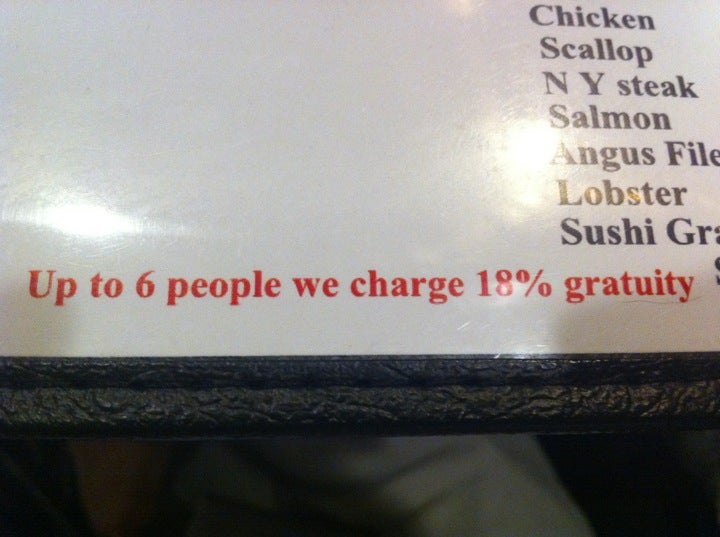 Chicken
Scallop
N Y steak
Salmon
Angus
Lobster
Sushi
Up to 6 people we charge 18% gratuity